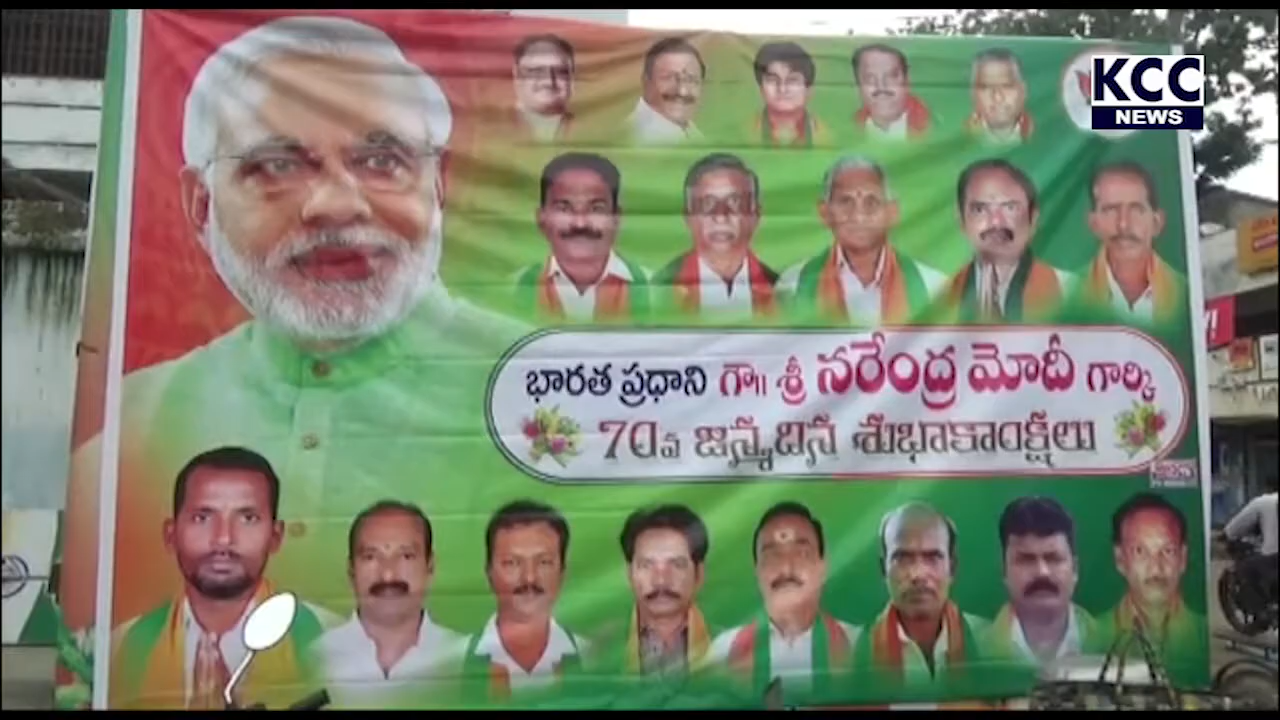 KCC
NEWS
భారత ప్రధాని గౌ॥ శ్రీ నరేంద్ర మోదీ గార్కి
70వ జన్మదిన శుభాకాంక్షలు